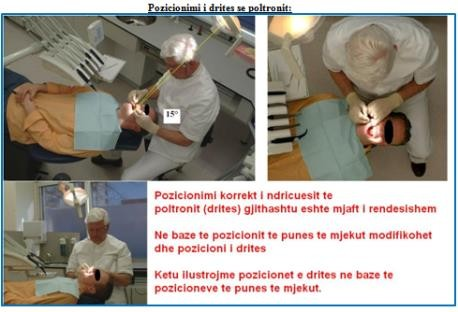 Pozicionimi i drites se poltronit:
15°
Pozicionimi korrekt i ndricuesit te
poltronit (drites) gjithashtu eshte mjaft i rendesishem
Ne baze te pozicionit te punes te mjekut modifikohet
dhe pozicioni i drites
Ketu ilustrojme pozicionet e drites ne baze te
pozicioneve te punes te mjekut.